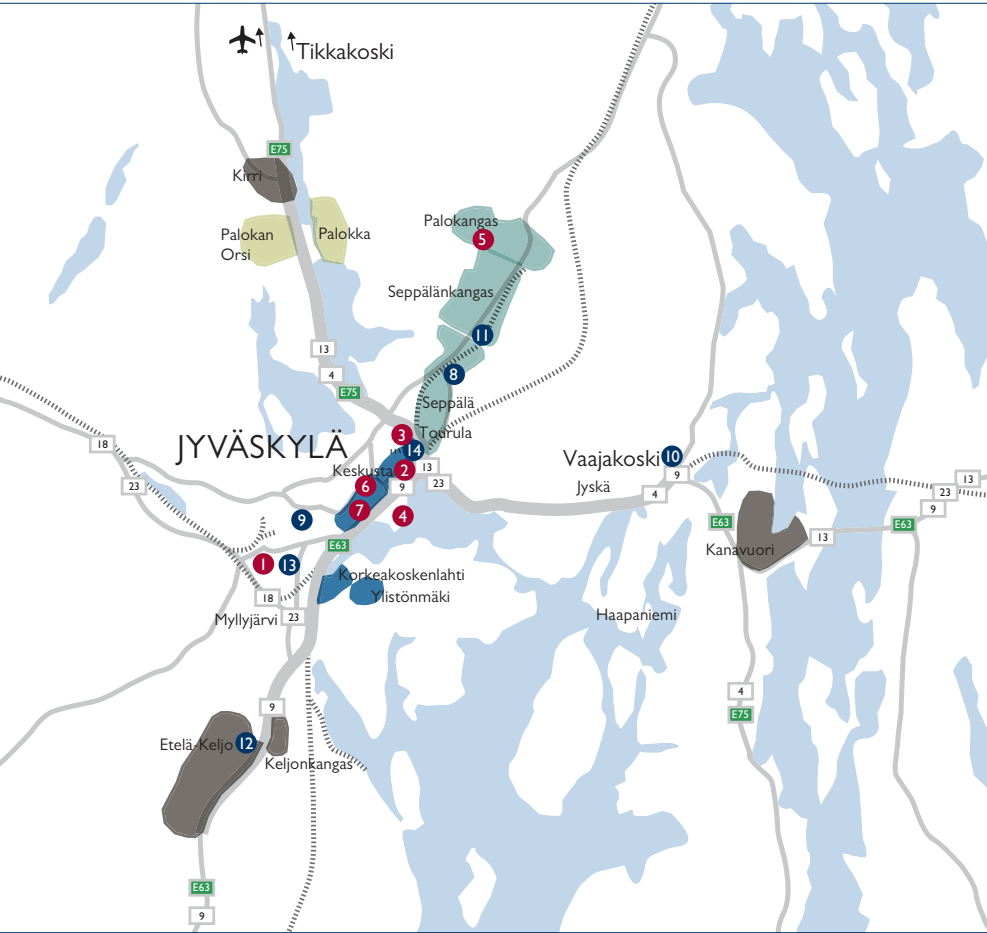 Tikkakoski
E75
Kirri
Palokan
Orsi
Palokka
Palokangas
5
Seppälänkangas
11
13
4
E75
8
Seppälä
3
Tourula
JYVÄSKYLÄ
14
18
Keskusta
2
13
Vaajakoski
10
23
6
9
23
Jyskä
9
4
13
23
9
7
4
9
E63
E63
E63
13
Kanavuori
1
13
Korkeakoskenlahti
Ylistönmäki
18
23
Myllyjärvi
Haapaniemi
4
E75
9
Etelä-Keljo
12
Keljonkangas
E63
9